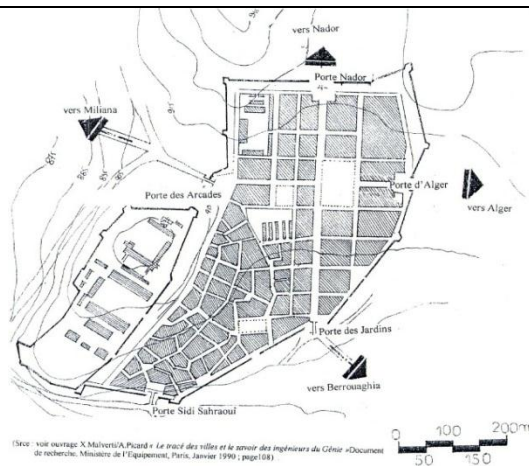 vers Nador
Porte Nador
vers Miliana
Porte des Arcades
Porte d'Alger
vers Alger
Porte des Jardins
vers Berrouaghia
Porte Sidi Sahraoui
(Srce : voir ouvrage X.Malverti/A.Picard « Le tracé des villes et le savoir des ingénieurs du Génie »Document
de recherche, Ministère de l'Equipement, Paris, Janvier 1990 ; page108)
0 100 200m
50 150